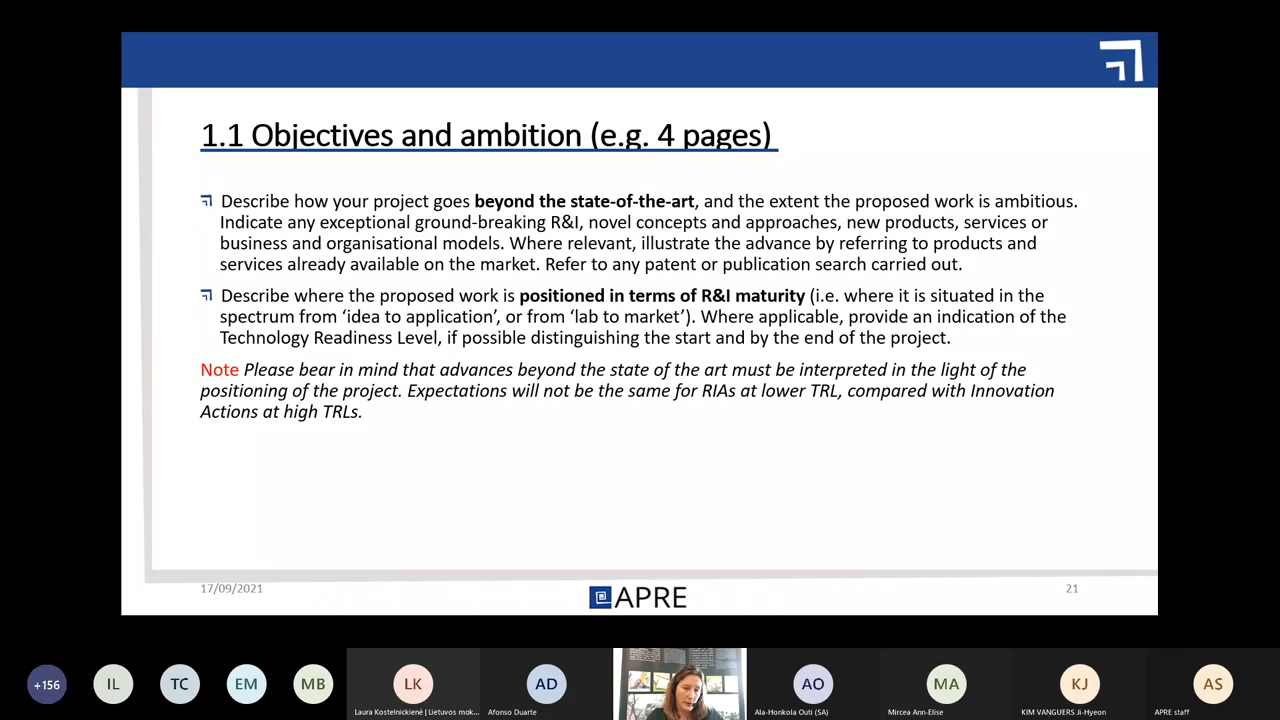 1.1 Objectives and ambition (e.g. 4 pages)
Describe how your project goes beyond the state-of-the-art, and the extent the proposed work is ambitious.
Indicate any exceptional ground-breaking R&I, novel concepts and approaches, new products, services or
business and organisational models. Where relevant, illustrate the advance by referring to products and
services already available on the market. Refer to any patent or publication search carried out.
Describe where the proposed work is positioned in terms of R&I maturity (i.e. where it is situated in the
spectrum from ‘idea to application’, or from ‘lab to market’). Where applicable, provide an indication of the
Technology Readiness Level, if possible distinguishing the start and by the end of the project.
Note Please bear in mind that advances beyond the state of the art must be interpreted in the light of the
positioning of the project. Expectations will not be the same for RIAs at lower TRL, compared with Innovation
Actions at high TRLs.
17/09/2021
APRE
21
+156
IL
TC
EM
MB
LK
AD
AO
MA
KJ
AS
Laura Kostelnickienė | Lietuvos mok...
Afonso Duarte
Ala-Honkola Outi (SA)
Mircea Ann-Elise
KIM VANGUERS Ji-Hyeon
APRE staff